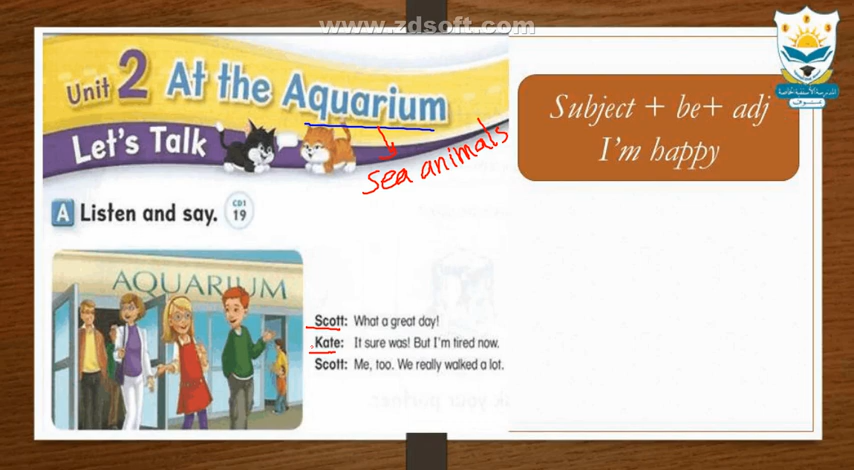 www.zdsoft.com
Unit 2 At the Aquarium
Let's Talk
sea animals
A Listen and say. CD1 19
AQUARIUM
Scott: What a great day!
Kate: It sure was! But I'm tired now.
Scott: Me, too. We really walked a lot.
Subject + be+ adj
I'm happy